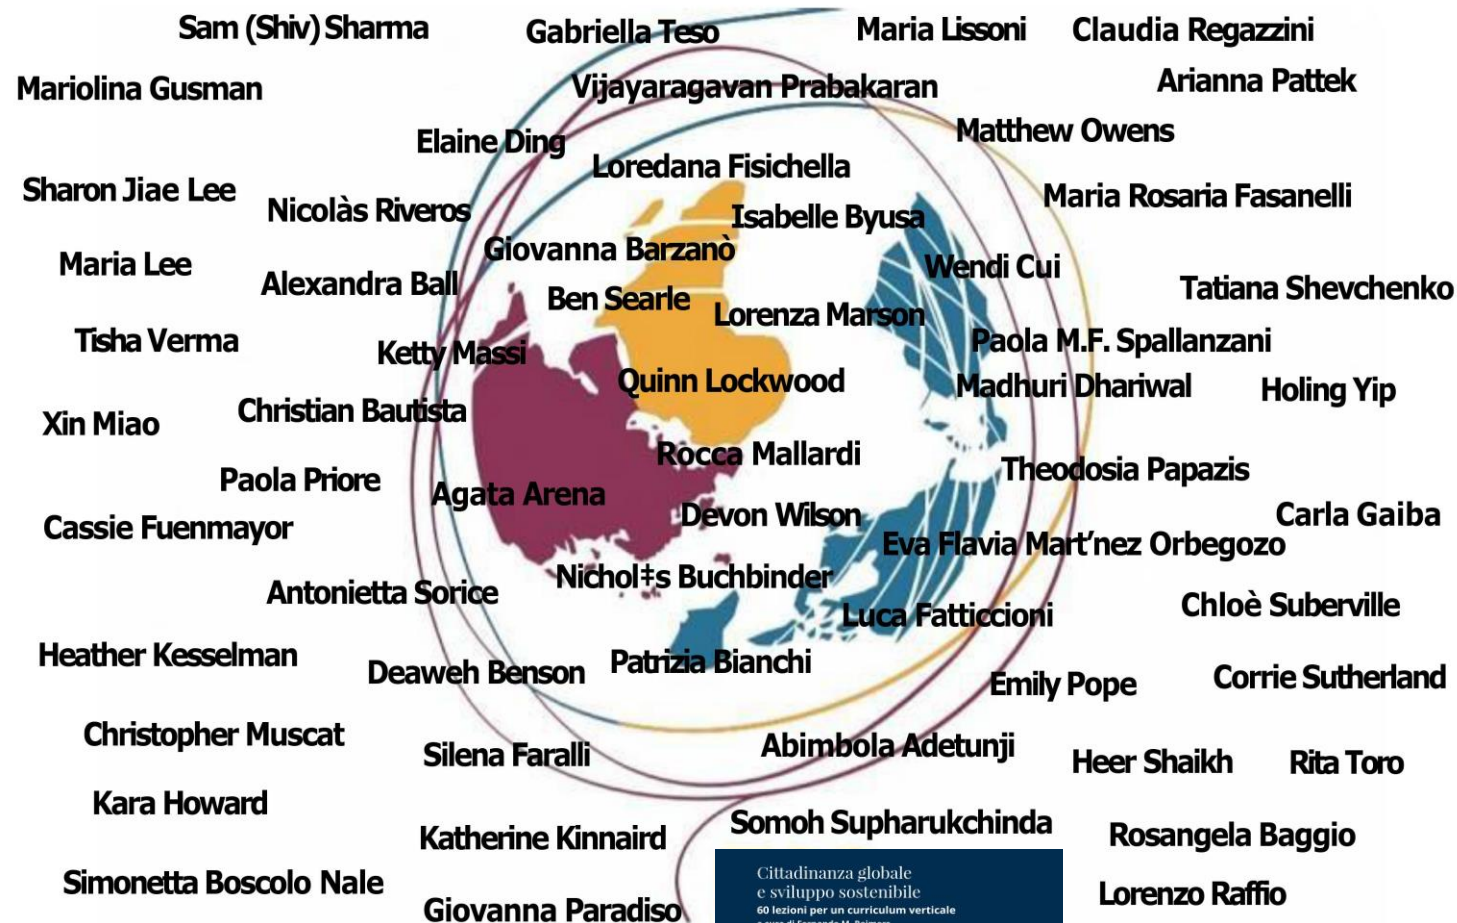 Sam (Shiv) Sharma
Gabriella Teso
Maria Lissoni
Claudia Regazzini
Mariolina Gusman
Vijayaragavan Prabakaran
Arianna Pattek
Elaine Ding
Matthew Owens
Loredana Fisichella
Sharon Jiae Lee
Nicolàs Riveros
Isabelle Byusa
Maria Rosaria Fasanelli
Giovanna Barzanò
Maria Lee
Alexandra Ball
Wendi Cui
Ben Searle
Tatiana Shevchenko
Lorenza Marson
Tisha Verma
Ketty Massi
Paola M.F. Spallanzani
Quinn Lockwood
Madhuri Dhariwal
Holing Yip
Xin Miao
Christian Bautista
Rocca Mallardi
Theodosia Papazis
Paola Priore
Agata Arena
Devon Wilson
Carla Gaiba
Cassie Fuenmayor
Eva Flavia Mart’nez Orbegozo
Nichol‡s Buchbinder
Antonietta Sorice
Luca Fatticcioni
Chloè Suberville
Heather Kesselman
Deaweh Benson
Patrizia Bianchi
Emily Pope
Corrie Sutherland
Christopher Muscat
Silena Faralli
Abimbola Adetunji
Heer Shaikh
Rita Toro
Kara Howard
Katherine Kinnaird
Somoh Supharukchinda
Rosangela Baggio
Simonetta Boscolo Nale
Giovanna Paradiso
Lorenzo Raffio
Cittadinanza globale
e sviluppo sostenibile
60 lezioni per un curriculum verticale
a cura di Fernando M. Reimers